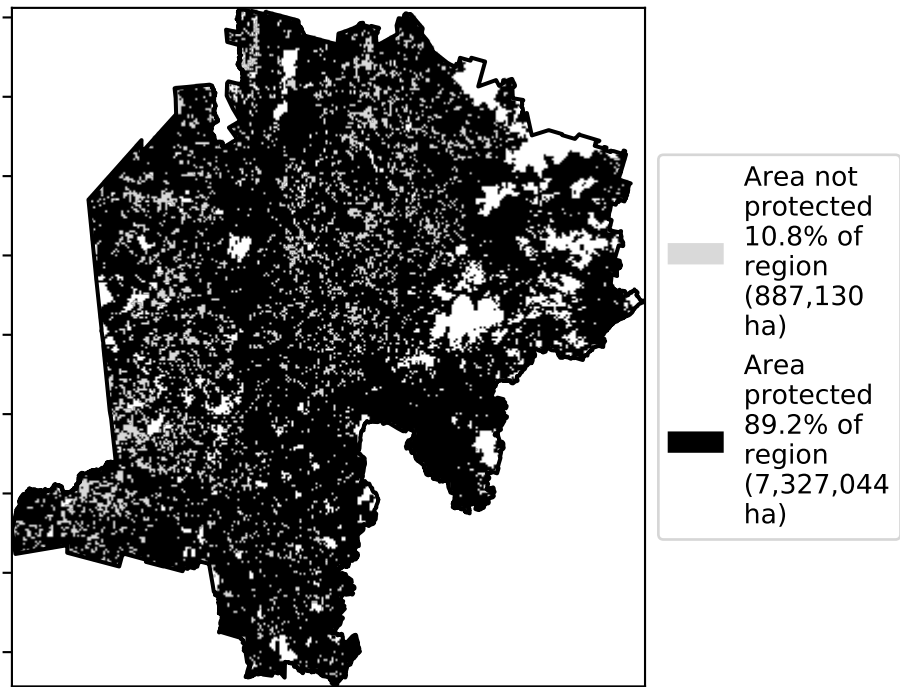 Area not
protected
10.8% of
region
(887,130
ha)
Area
protected
89.2% of
region
(7,327,044
ha)